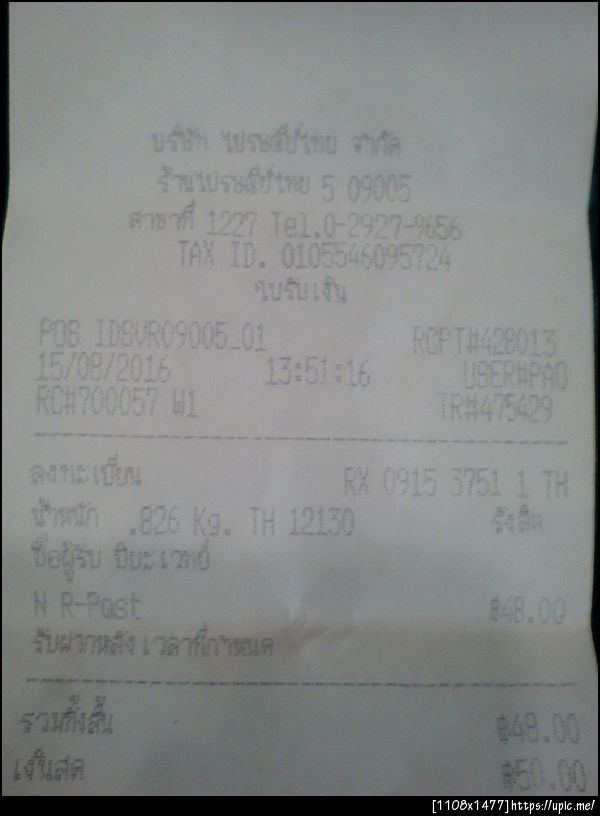 บริษัท ไปรษณีย์ไทย จำกัด
ร้านไปรษณีย์ไทย 5 09005
สาขาที่ 1227 Tel.0-2927-9656
TAX ID. 0105546095724
ใบรับเงิน
POS IDSVR09005_01 RCPT#428013
15/08/2016 13:51:16 USER#PAO
RC#700057 W1 TR#475429
ลงทะเบียน RX 0915 3751 1 TH
น้ำหนัก .826 Kg. TH 12130 รังสิต
ชื่อผู้รับ ปิยะเวทย์
N R-Post ฿48.00
รับฝากหลังเวลาที่กำหนด
รวมทั้งสิ้น ฿48.00
เงินสด ฿50.00
[1108x1477]https://upic.me/